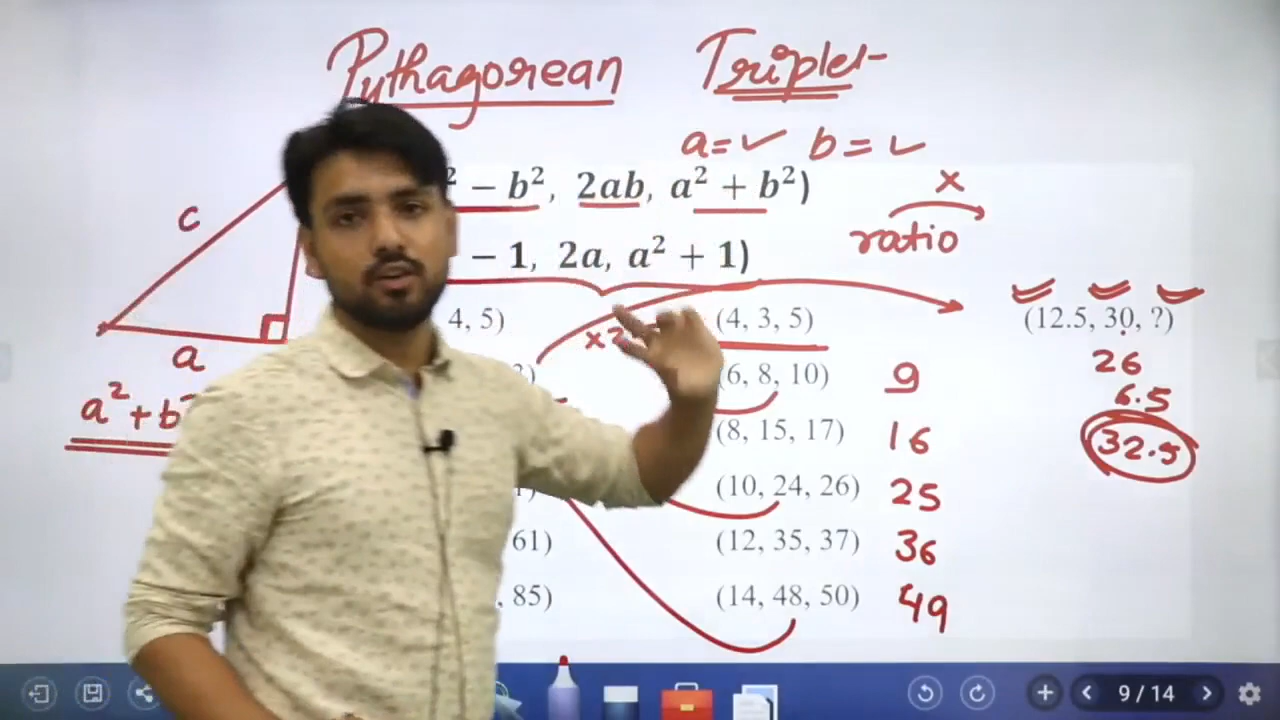 Pythagorean Triplet
a=✓ b=✓
² − b², 2ab, a² + b²)
×
ratio
c
− 1, 2a, a² + 1)
4, 5)
(4, 3, 5)
(12.5, 30, ?)
a
(6, 8, 10)
9
26
6.5
a²+b
(8, 15, 17)
16
32.5
(10, 24, 26)
25
61)
(12, 35, 37)
36
, 85)
(14, 48, 50)
49
9 / 14